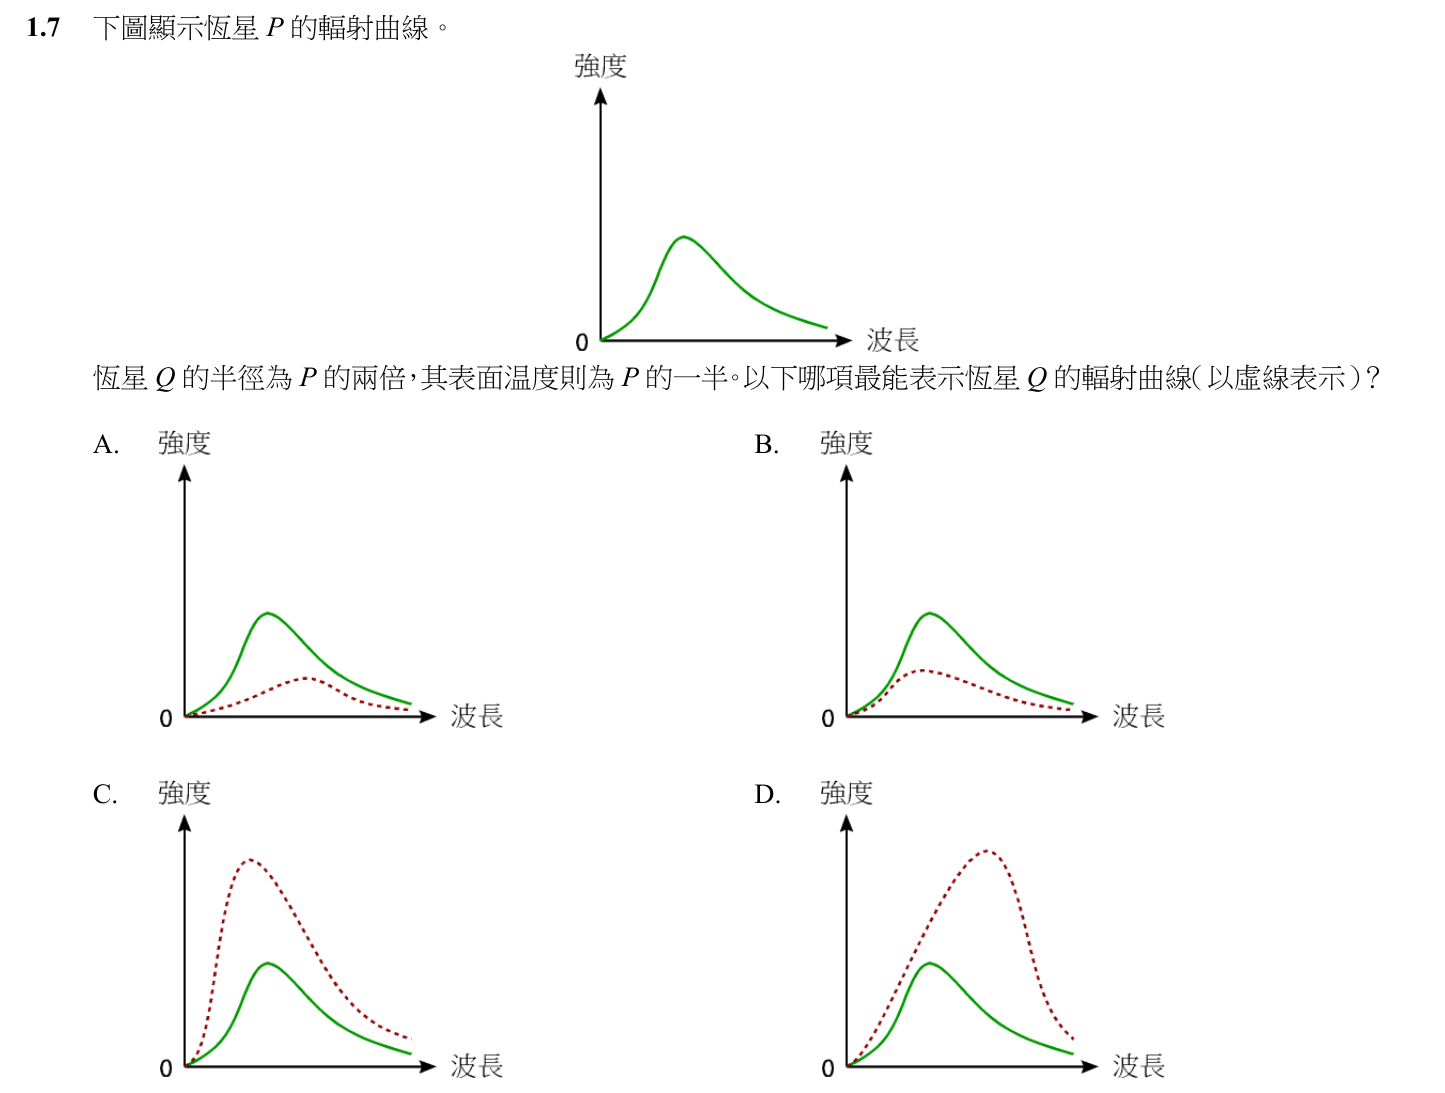 1.7 下圖顯示恆星 P 的輻射曲線。
強度
0
波長
恆星 Q 的半徑為 P 的兩倍，其表面温度則為 P 的一半。以下哪項最能表示恆星 Q 的輻射曲線（以虛線表示）？
A. 強度
0
波長
B. 強度
0
波長
C. 強度
0
波長
D. 強度
0
波長